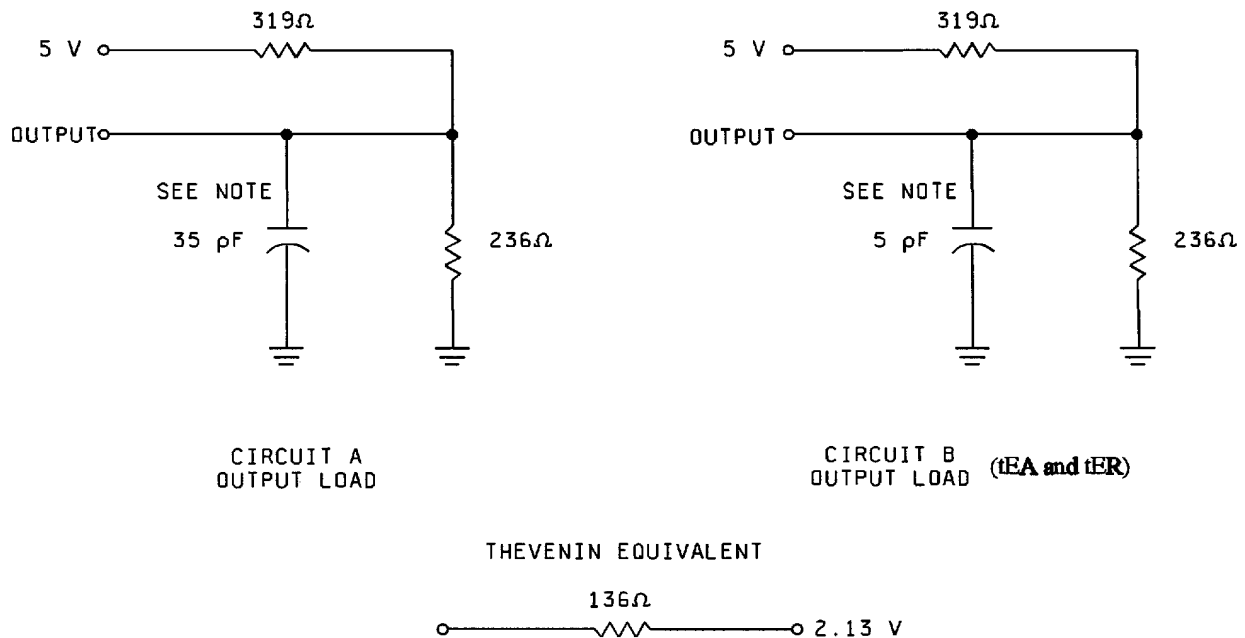 319Ω
5 V
OUTPUT
SEE NOTE
35 pF
236Ω
CIRCUIT A
OUTPUT LOAD
319Ω
5 V
OUTPUT
SEE NOTE
5 pF
236Ω
CIRCUIT B
OUTPUT LOAD (tEA and tER)
THEVENIN EQUIVALENT
136Ω
2.13 V